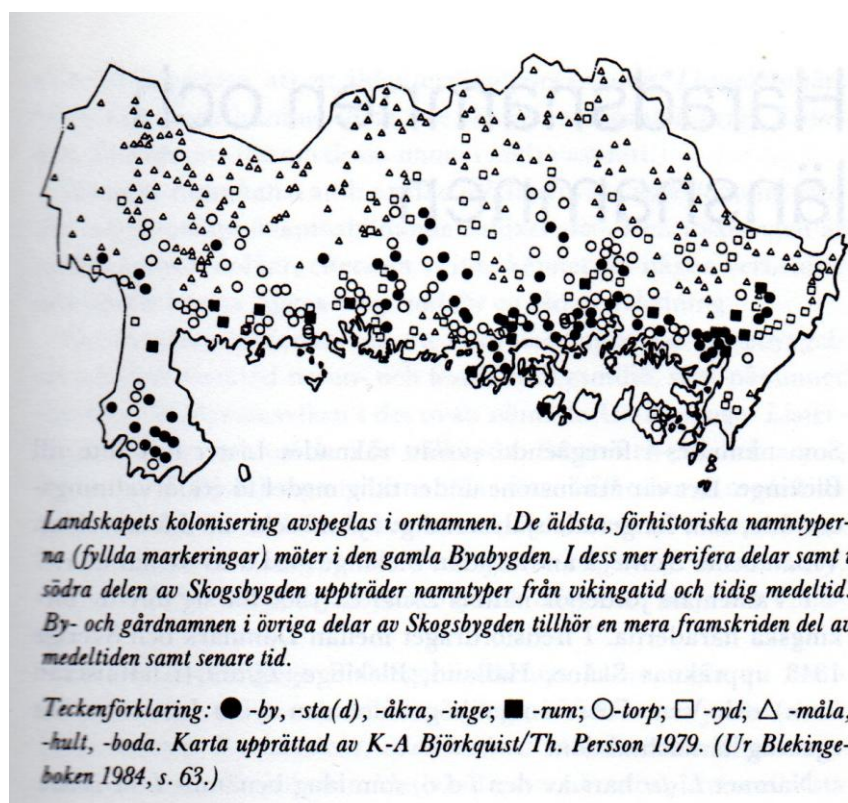 Landskapets kolonisering avspeglas i ortnamnen. De äldsta, förhistoriska namntyper-
na (fyllda markeringar) möter i den gamla Byabygden. I dess mer perifera delar samt i
södra delen av Skogsbygden uppträder namntyper från vikingatid och tidig medeltid.
By- och gårdnamnen i övriga delar av Skogsbygden tillhör en mera framskriden del av
medeltiden samt senare tid.
Teckenförklaring: ● -by, -sta(d), -åkra, -inge; ■ -rum; ○ -torp; □ -ryd; △ -måla,
-hult, -boda. Karta upprättad av K-A Björkquist/Th. Persson 1979. (Ur Blekinge-
boken 1984, s. 63.)